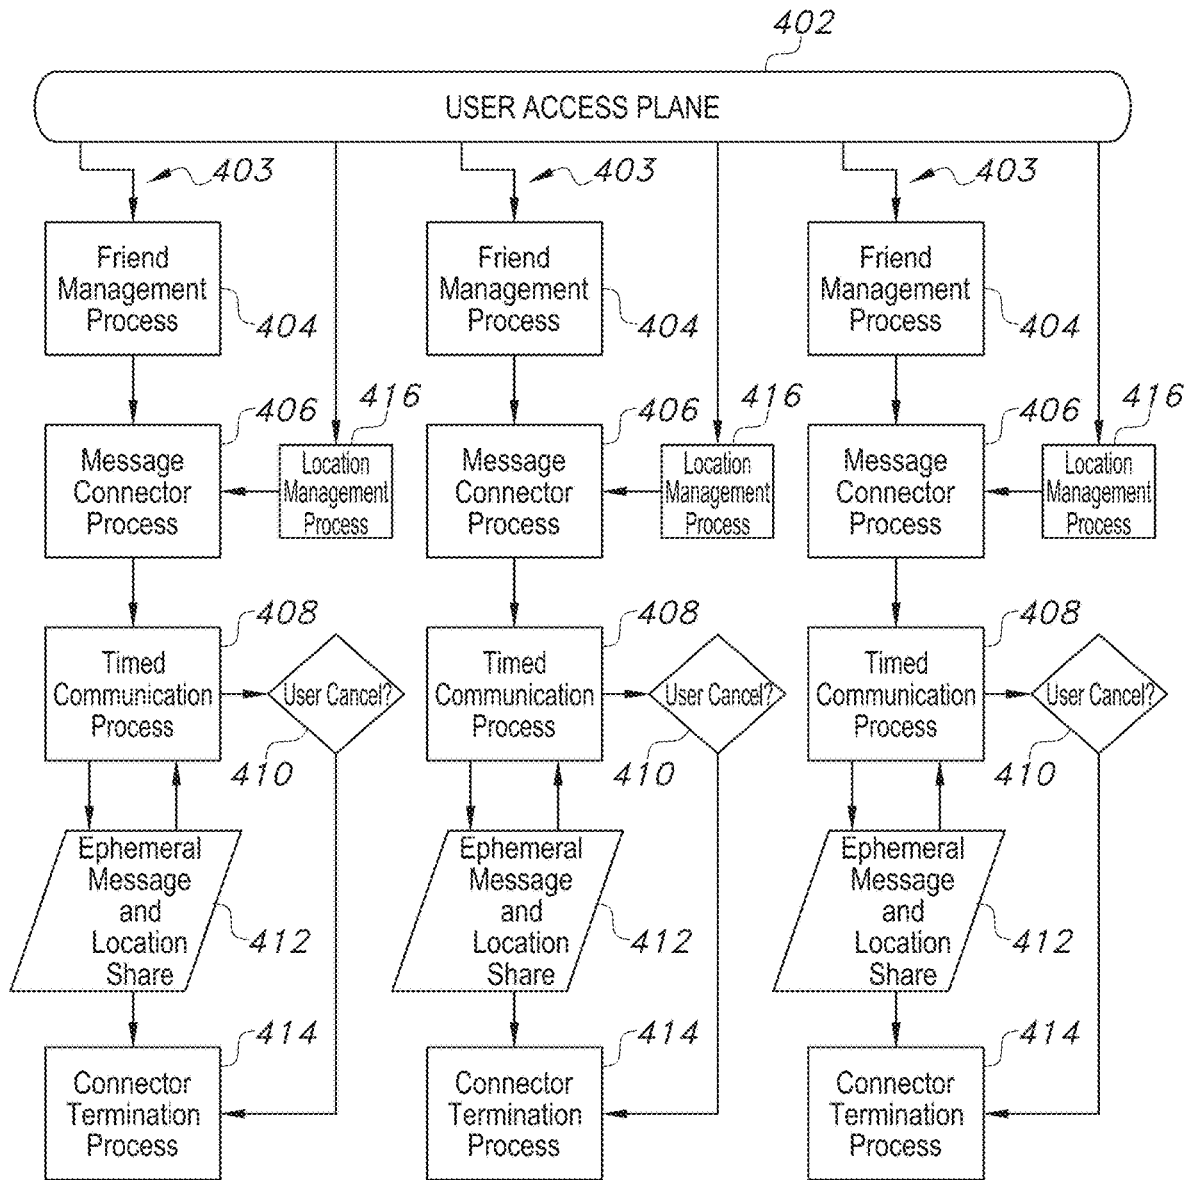 402
USER ACCESS PLANE
403
403
403
Friend
Management
Process
404
Friend
Management
Process
404
Friend
Management
Process
404
406
416
406
416
406
416
Message
Connector
Process
Location
Management
Process
Message
Connector
Process
Location
Management
Process
Message
Connector
Process
Location
Management
Process
408
408
408
Timed
Communication
Process
User Cancel?
410
Timed
Communication
Process
User Cancel?
410
Timed
Communication
Process
User Cancel?
410
Ephemeral
Message
and
Location
Share
412
Ephemeral
Message
and
Location
Share
412
Ephemeral
Message
and
Location
Share
412
414
414
414
Connector
Termination
Process
Connector
Termination
Process
Connector
Termination
Process